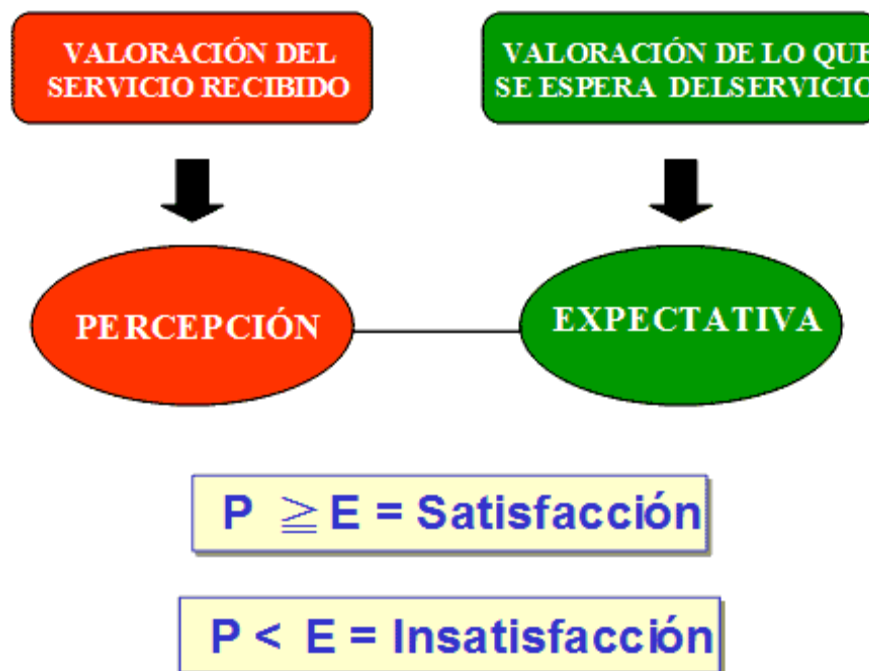 VALORACIÓN DEL
SERVICIO RECIBIDO
VALORACIÓN DE LO QUE
SE ESPERA DELSERVICIO
PERCEPCIÓN
EXPECTATIVA
P ≧ E = Satisfacción
P < E = Insatisfacción